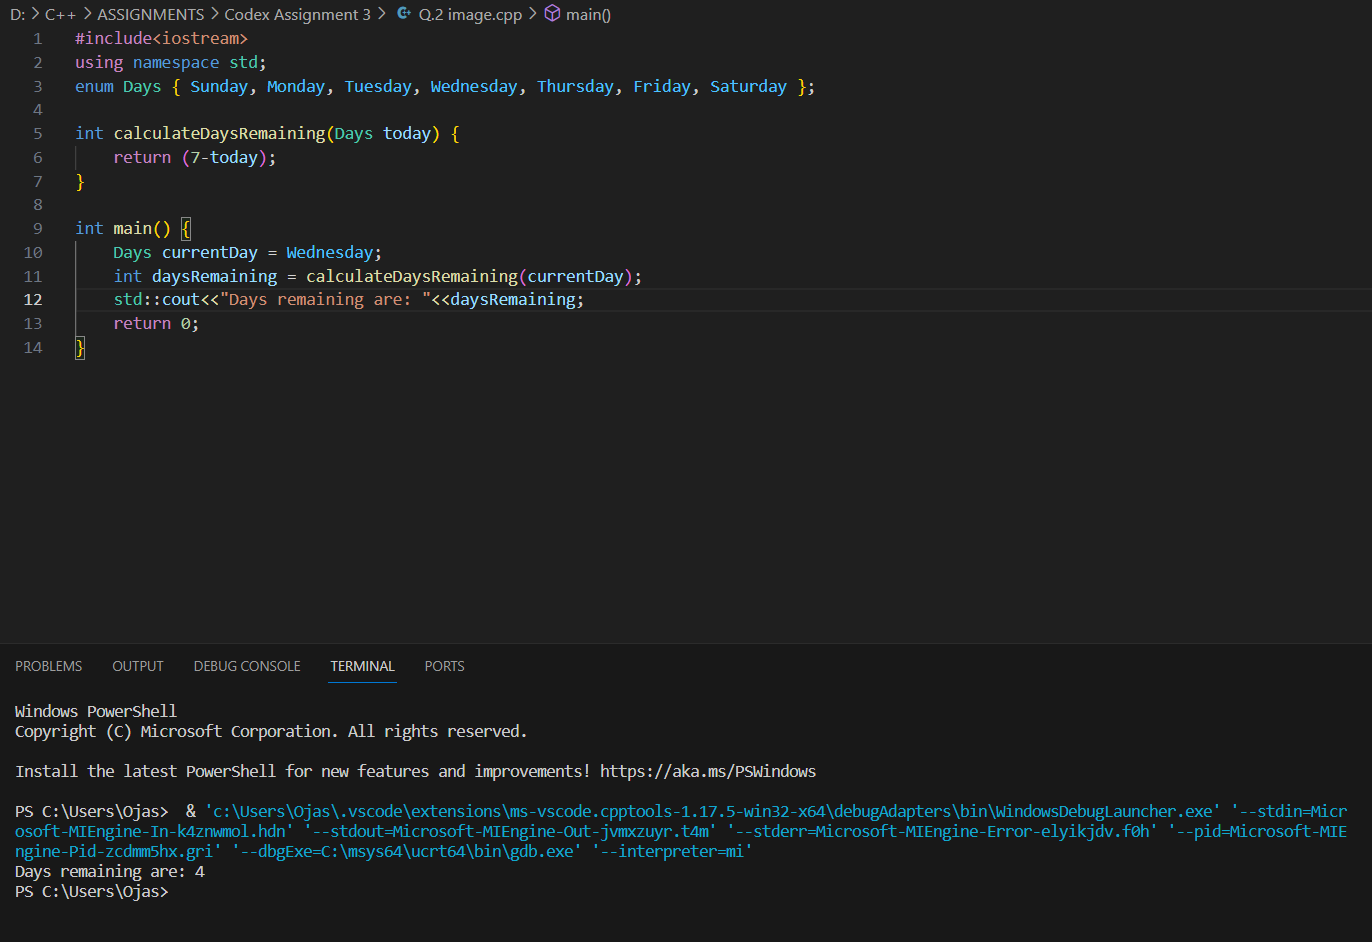 D: > C++ > ASSIGNMENTS > Codex Assignment 3 > Q.2 image.cpp > main()
1 #include<iostream>
2 using namespace std;
3 enum Days { Sunday, Monday, Tuesday, Wednesday, Thursday, Friday, Saturday };
4
5 int calculateDaysRemaining(Days today) {
6     return (7-today);
7 }
8
9 int main() {
10     Days currentDay = Wednesday;
11     int daysRemaining = calculateDaysRemaining(currentDay);
12     std::cout<<"Days remaining are: "<<daysRemaining;
13     return 0;
14 }
PROBLEMS OUTPUT DEBUG CONSOLE TERMINAL PORTS
Windows PowerShell
Copyright (C) Microsoft Corporation. All rights reserved.
Install the latest PowerShell for new features and improvements! https://aka.ms/PSWindows
PS C:\Users\Ojas>  & 'c:\Users\Ojas\.vscode\extensions\ms-vscode.cpptools-1.17.5-win32-x64\debugAdapters\bin\WindowsDebugLauncher.exe' '--stdin=Micr
osoft-MIEngine-In-k4znwmol.hdn' '--stdout=Microsoft-MIEngine-Out-jvmxzuyr.t4m' '--stderr=Microsoft-MIEngine-Error-elyikjdv.f0h' '--pid=Microsoft-MIE
ngine-Pid-zcdmm5hx.gri' '--dbgExe=C:\msys64\ucrt64\bin\gdb.exe' '--interpreter=mi'
Days remaining are: 4
PS C:\Users\Ojas>